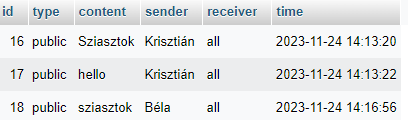 id type content sender receiver time
16 public Sziasztok Krisztián all 2023-11-24 14:13:20
17 public hello Krisztián all 2023-11-24 14:13:22
18 public sziasztok Béla all 2023-11-24 14:16:56